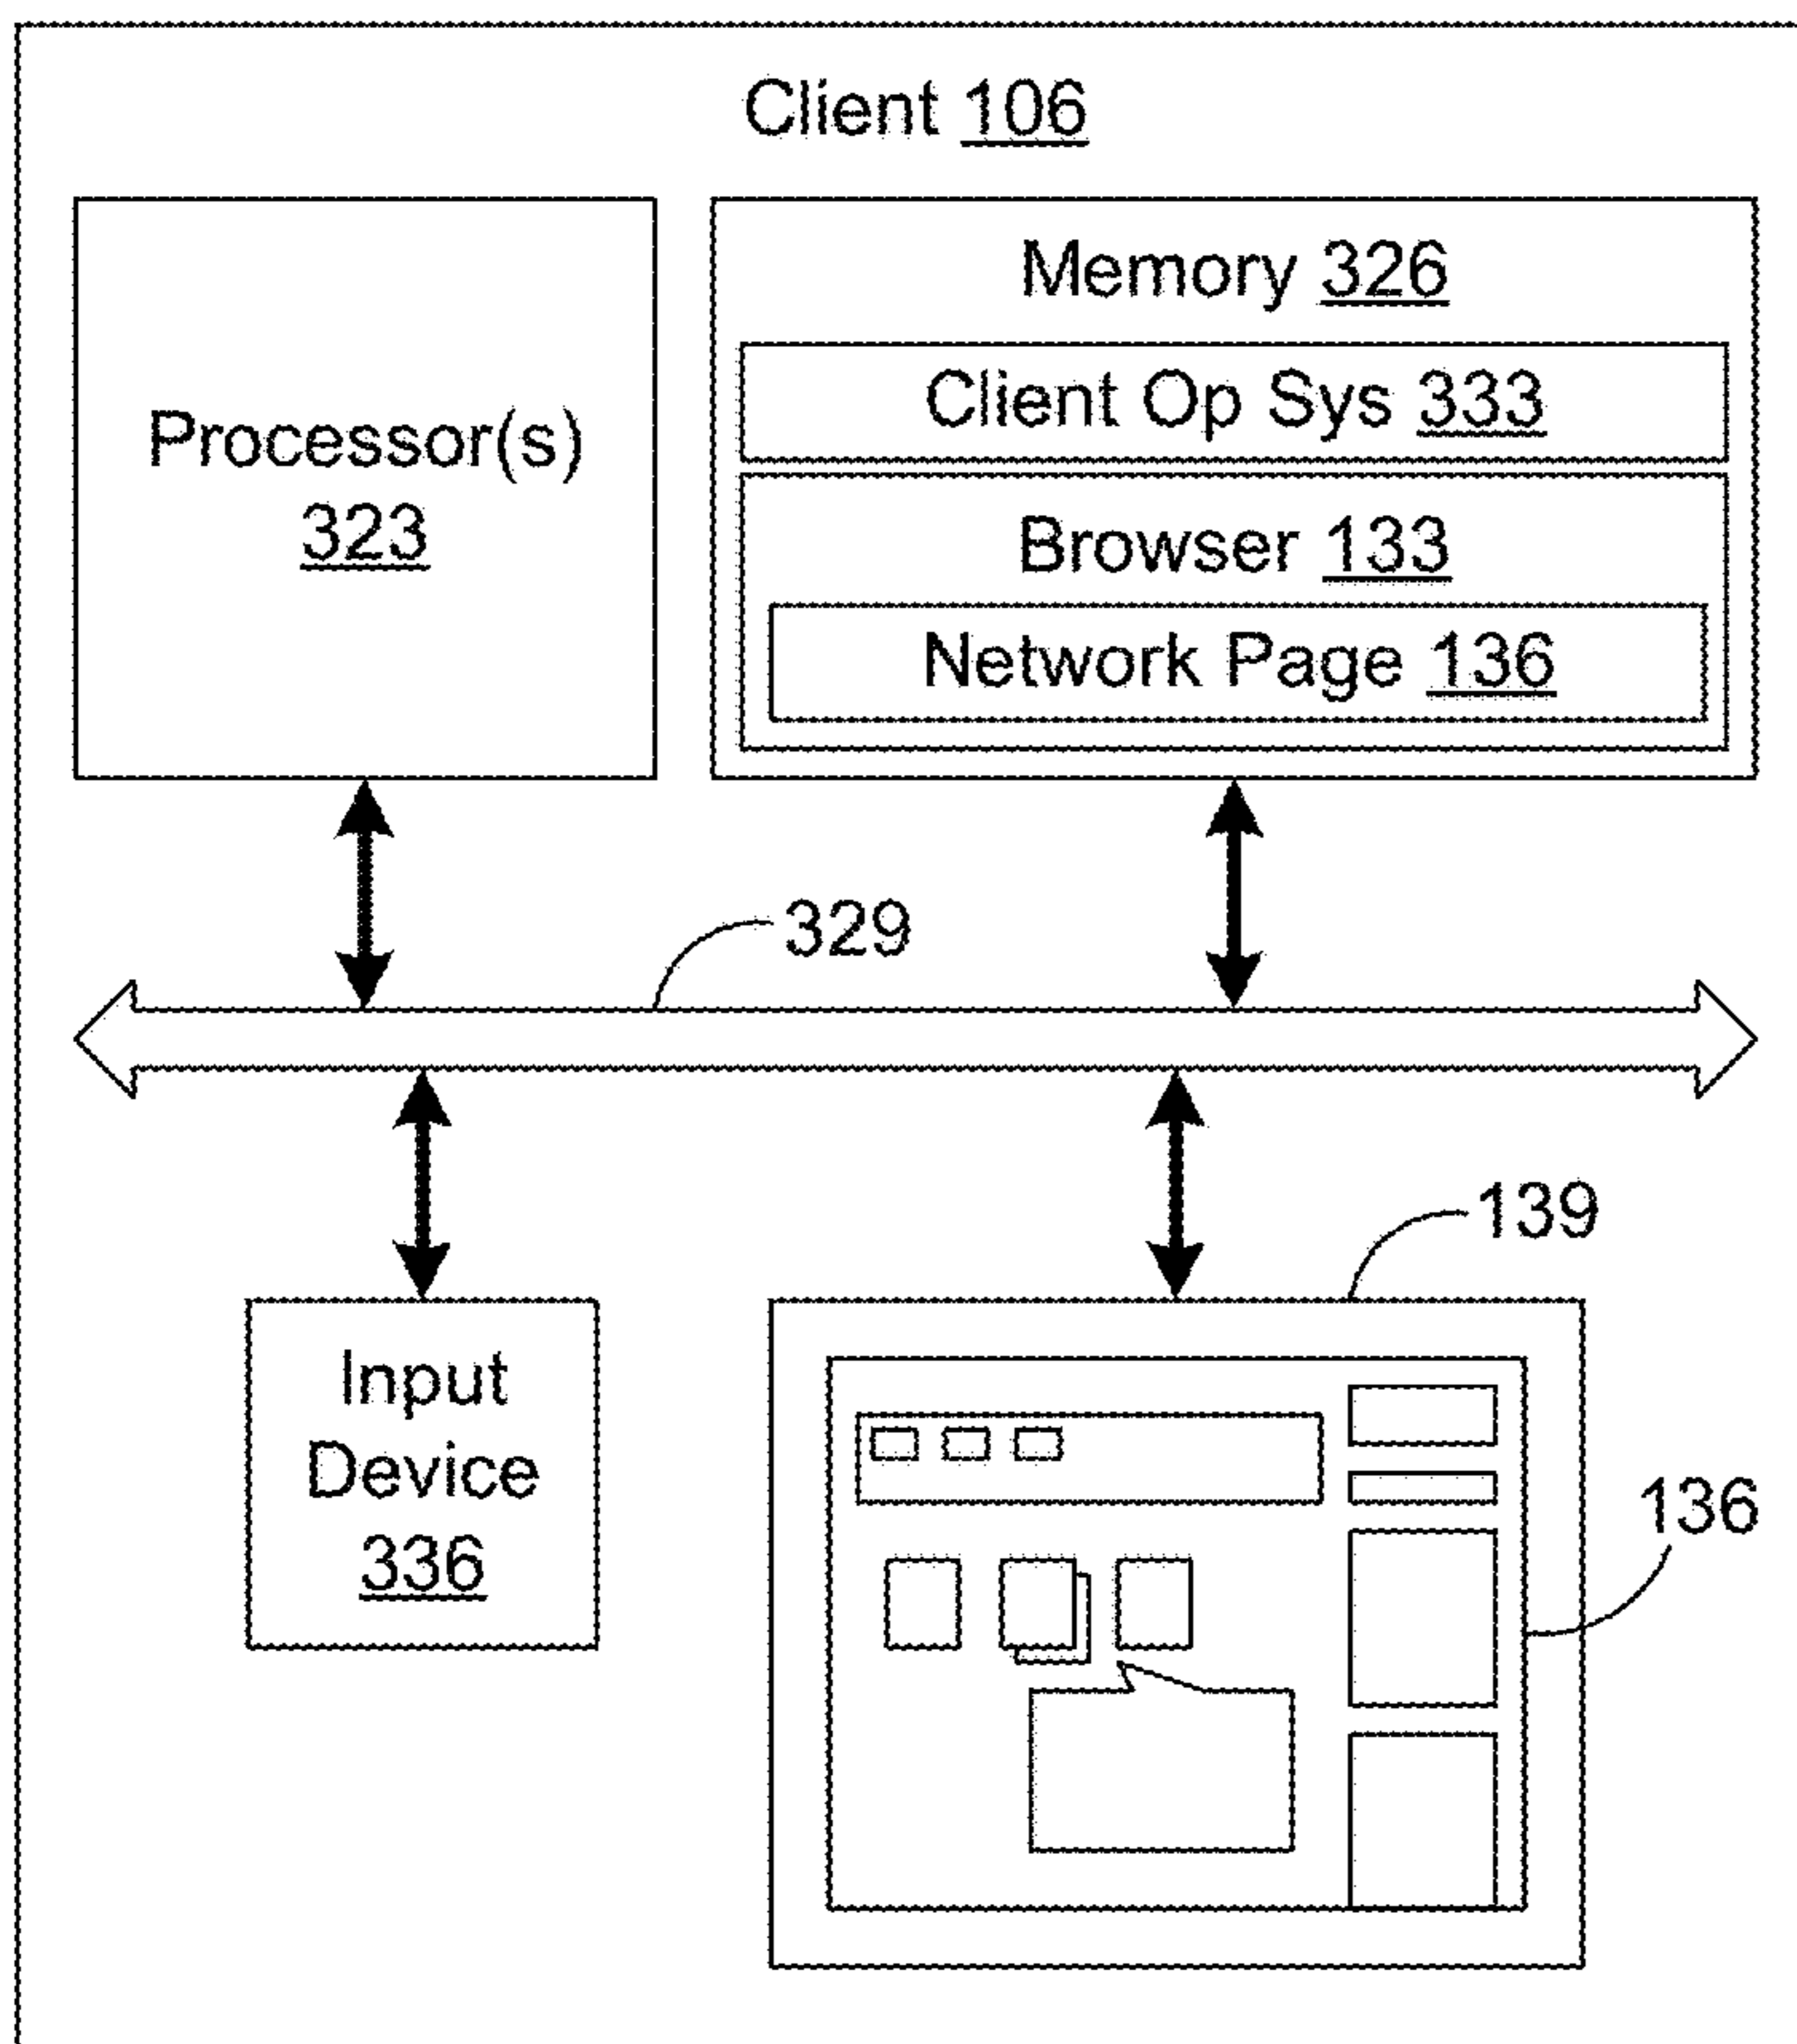 Client 106
Processor(s)
323
Memory 326
Client Op Sys 333
Browser 133
Network Page 136
329
139
Input
Device
336
136